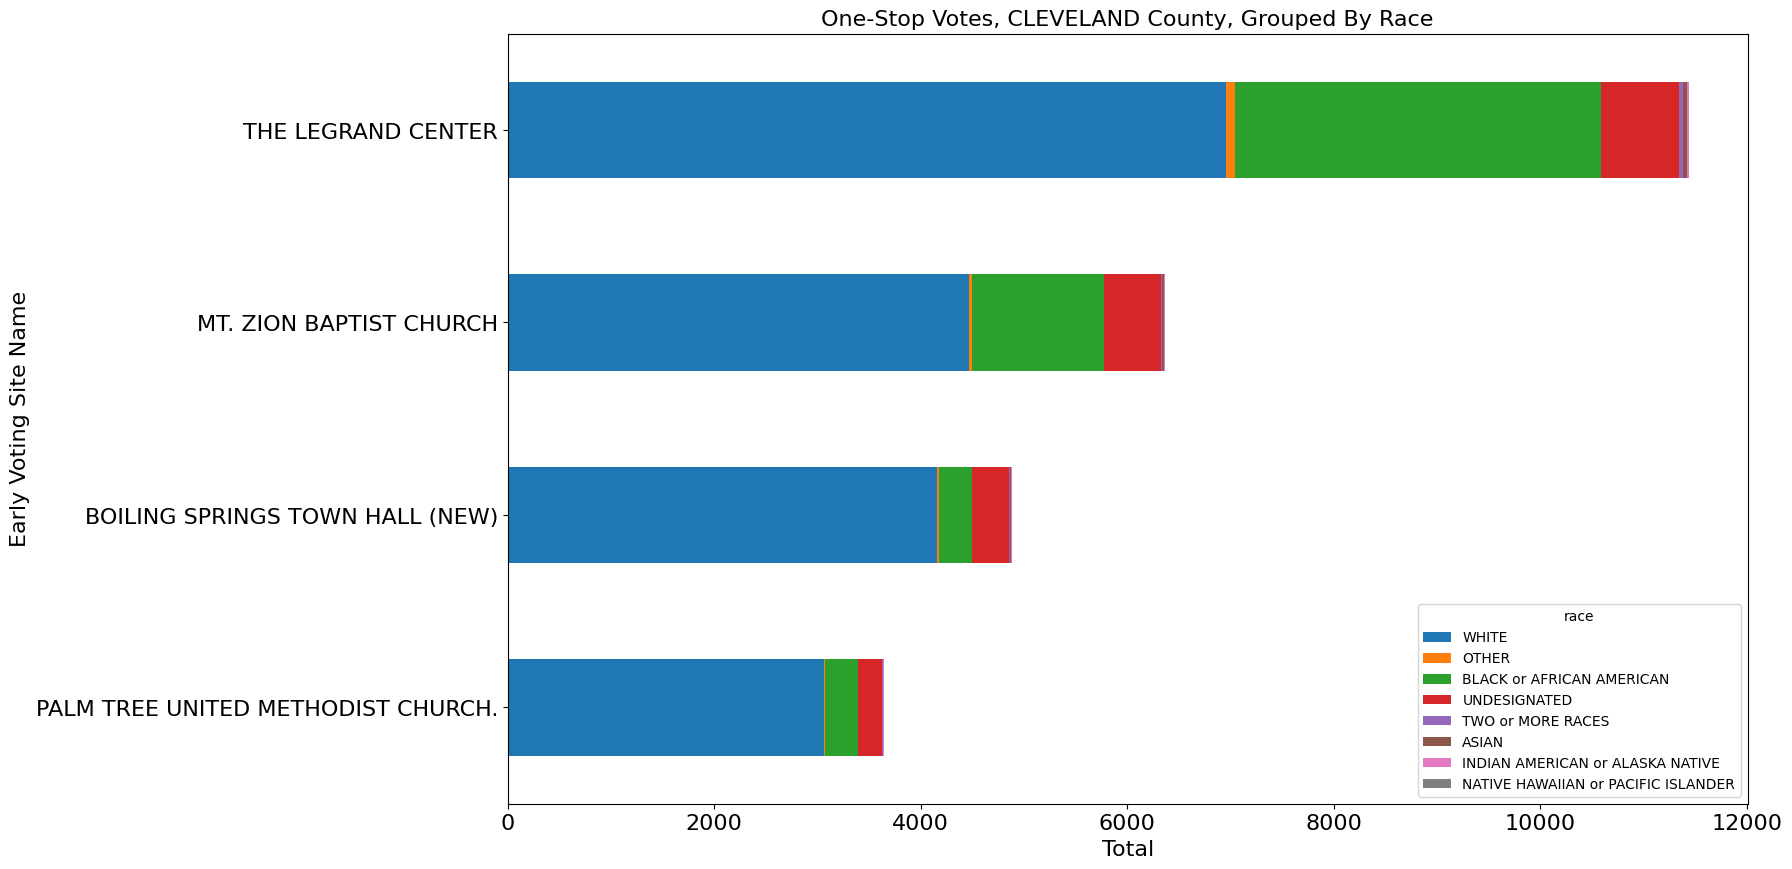 One-Stop Votes, CLEVELAND County, Grouped By Race
Early Voting Site Name
THE LEGRAND CENTER
MT. ZION BAPTIST CHURCH
BOILING SPRINGS TOWN HALL (NEW)
PALM TREE UNITED METHODIST CHURCH.
race
WHITE
OTHER
BLACK or AFRICAN AMERICAN
UNDESIGNATED
TWO or MORE RACES
ASIAN
INDIAN AMERICAN or ALASKA NATIVE
NATIVE HAWAIIAN or PACIFIC ISLANDER
0 2000 4000 6000 8000 10000 12000
Total